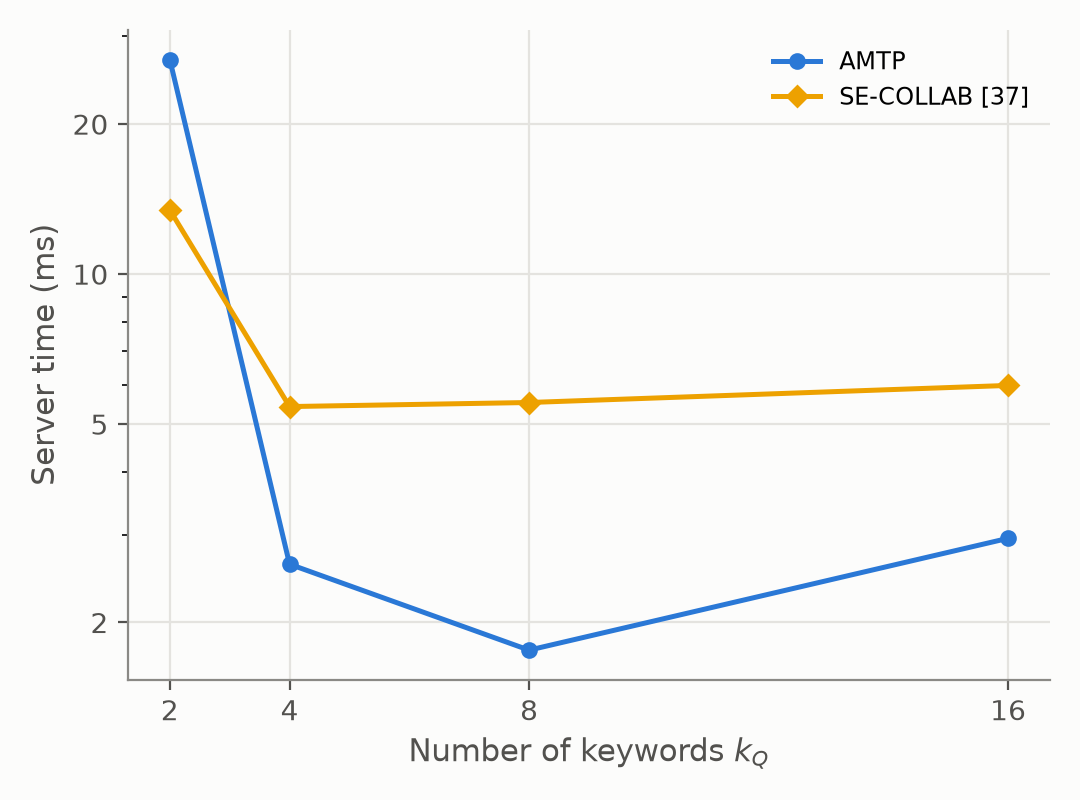 AMTP
SE-COLLAB [37]
20
10
5
2
Server time (ms)
2 4 8 16
Number of keywords k_Q